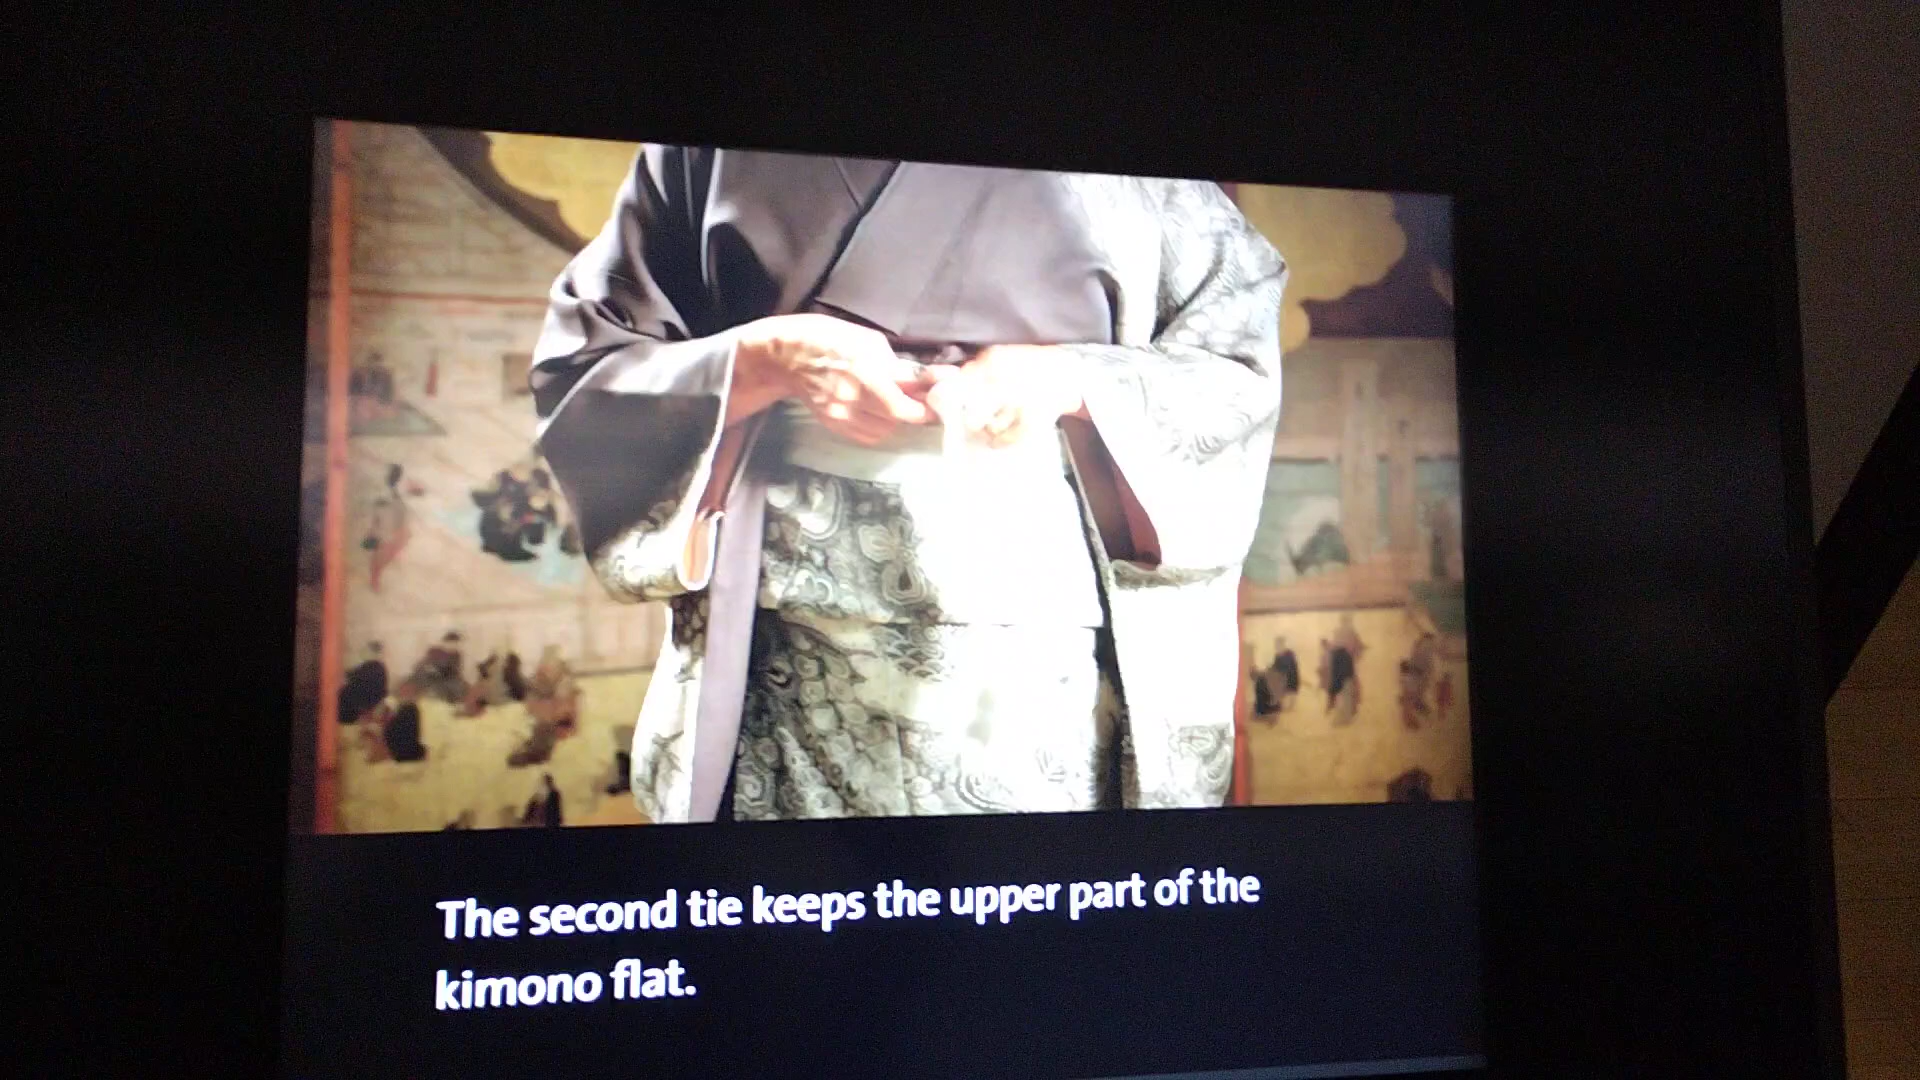 The second tie keeps the upper part of the
kimono flat.